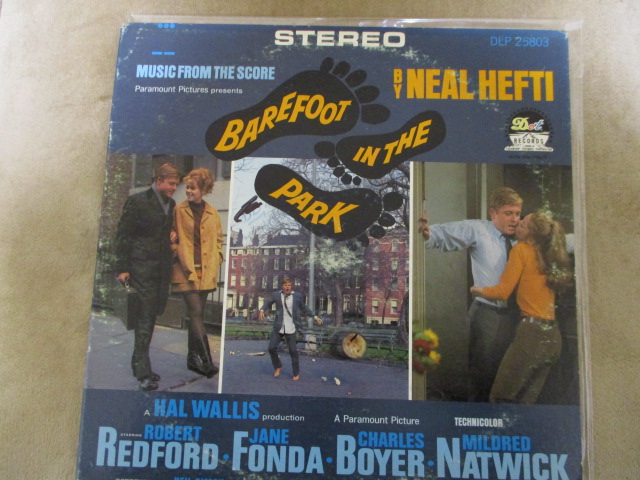 STEREO
DLP 25803
MUSIC FROM THE SCORE
Paramount Pictures presents
BY NEAL HEFTI
BAREFOOT
IN THE
PARK
Dot
RECORDS
A HAL WALLIS production
A Paramount Picture
TECHNICOLOR
STARRING ROBERT REDFORD · JANE FONDA · CHARLES BOYER · MILDRED NATWICK